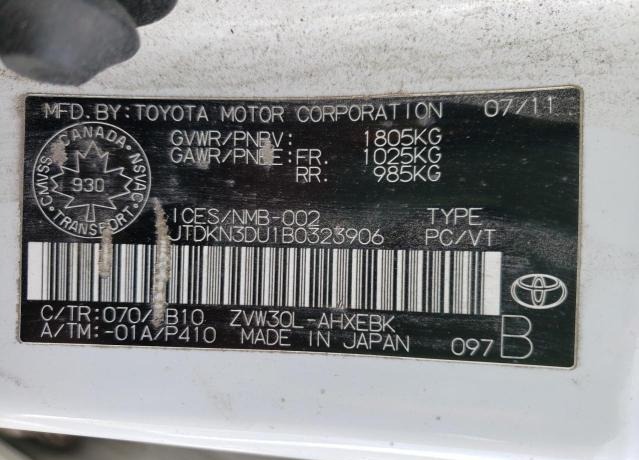 MFD.BY: TOYOTA MOTOR CORPORATION 07/11
GVWR/PNBV: 1805KG
GAWR/PNBE: FR. 1025KG
RR. 985KG
CANADA
CMVSS NSVAC
930
TRANSPORT
ICES/NMB-002 TYPE
JTDKN3DU1B0323906 PC/VT
C/TR: 070/ B10 ZVW30L-AHXEBK
A/TM: -01A/P410 MADE IN JAPAN 097 B